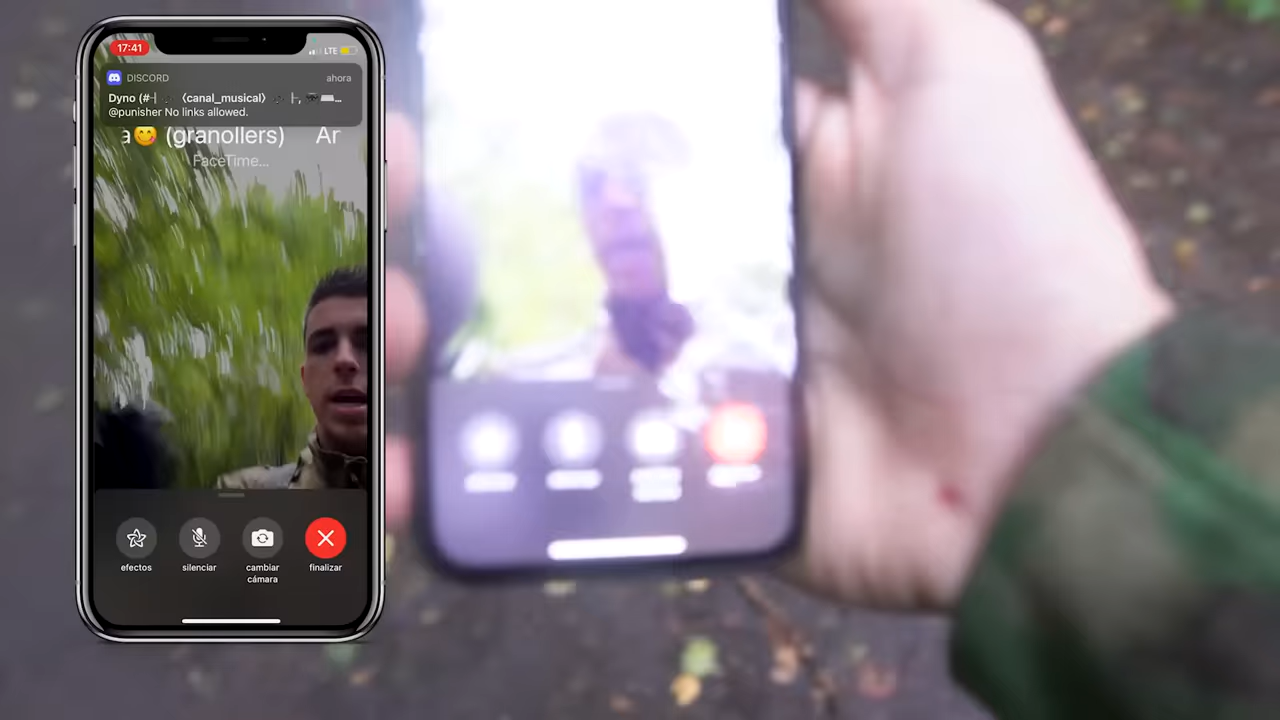 17:41
LTE
DISCORD
ahora
Dyno (# 〈canal_musical〉
@punisher No links allowed.
a😋 (granollers) Ar
FaceTime...
efectos
silenciar
cambiar
cámara
finalizar